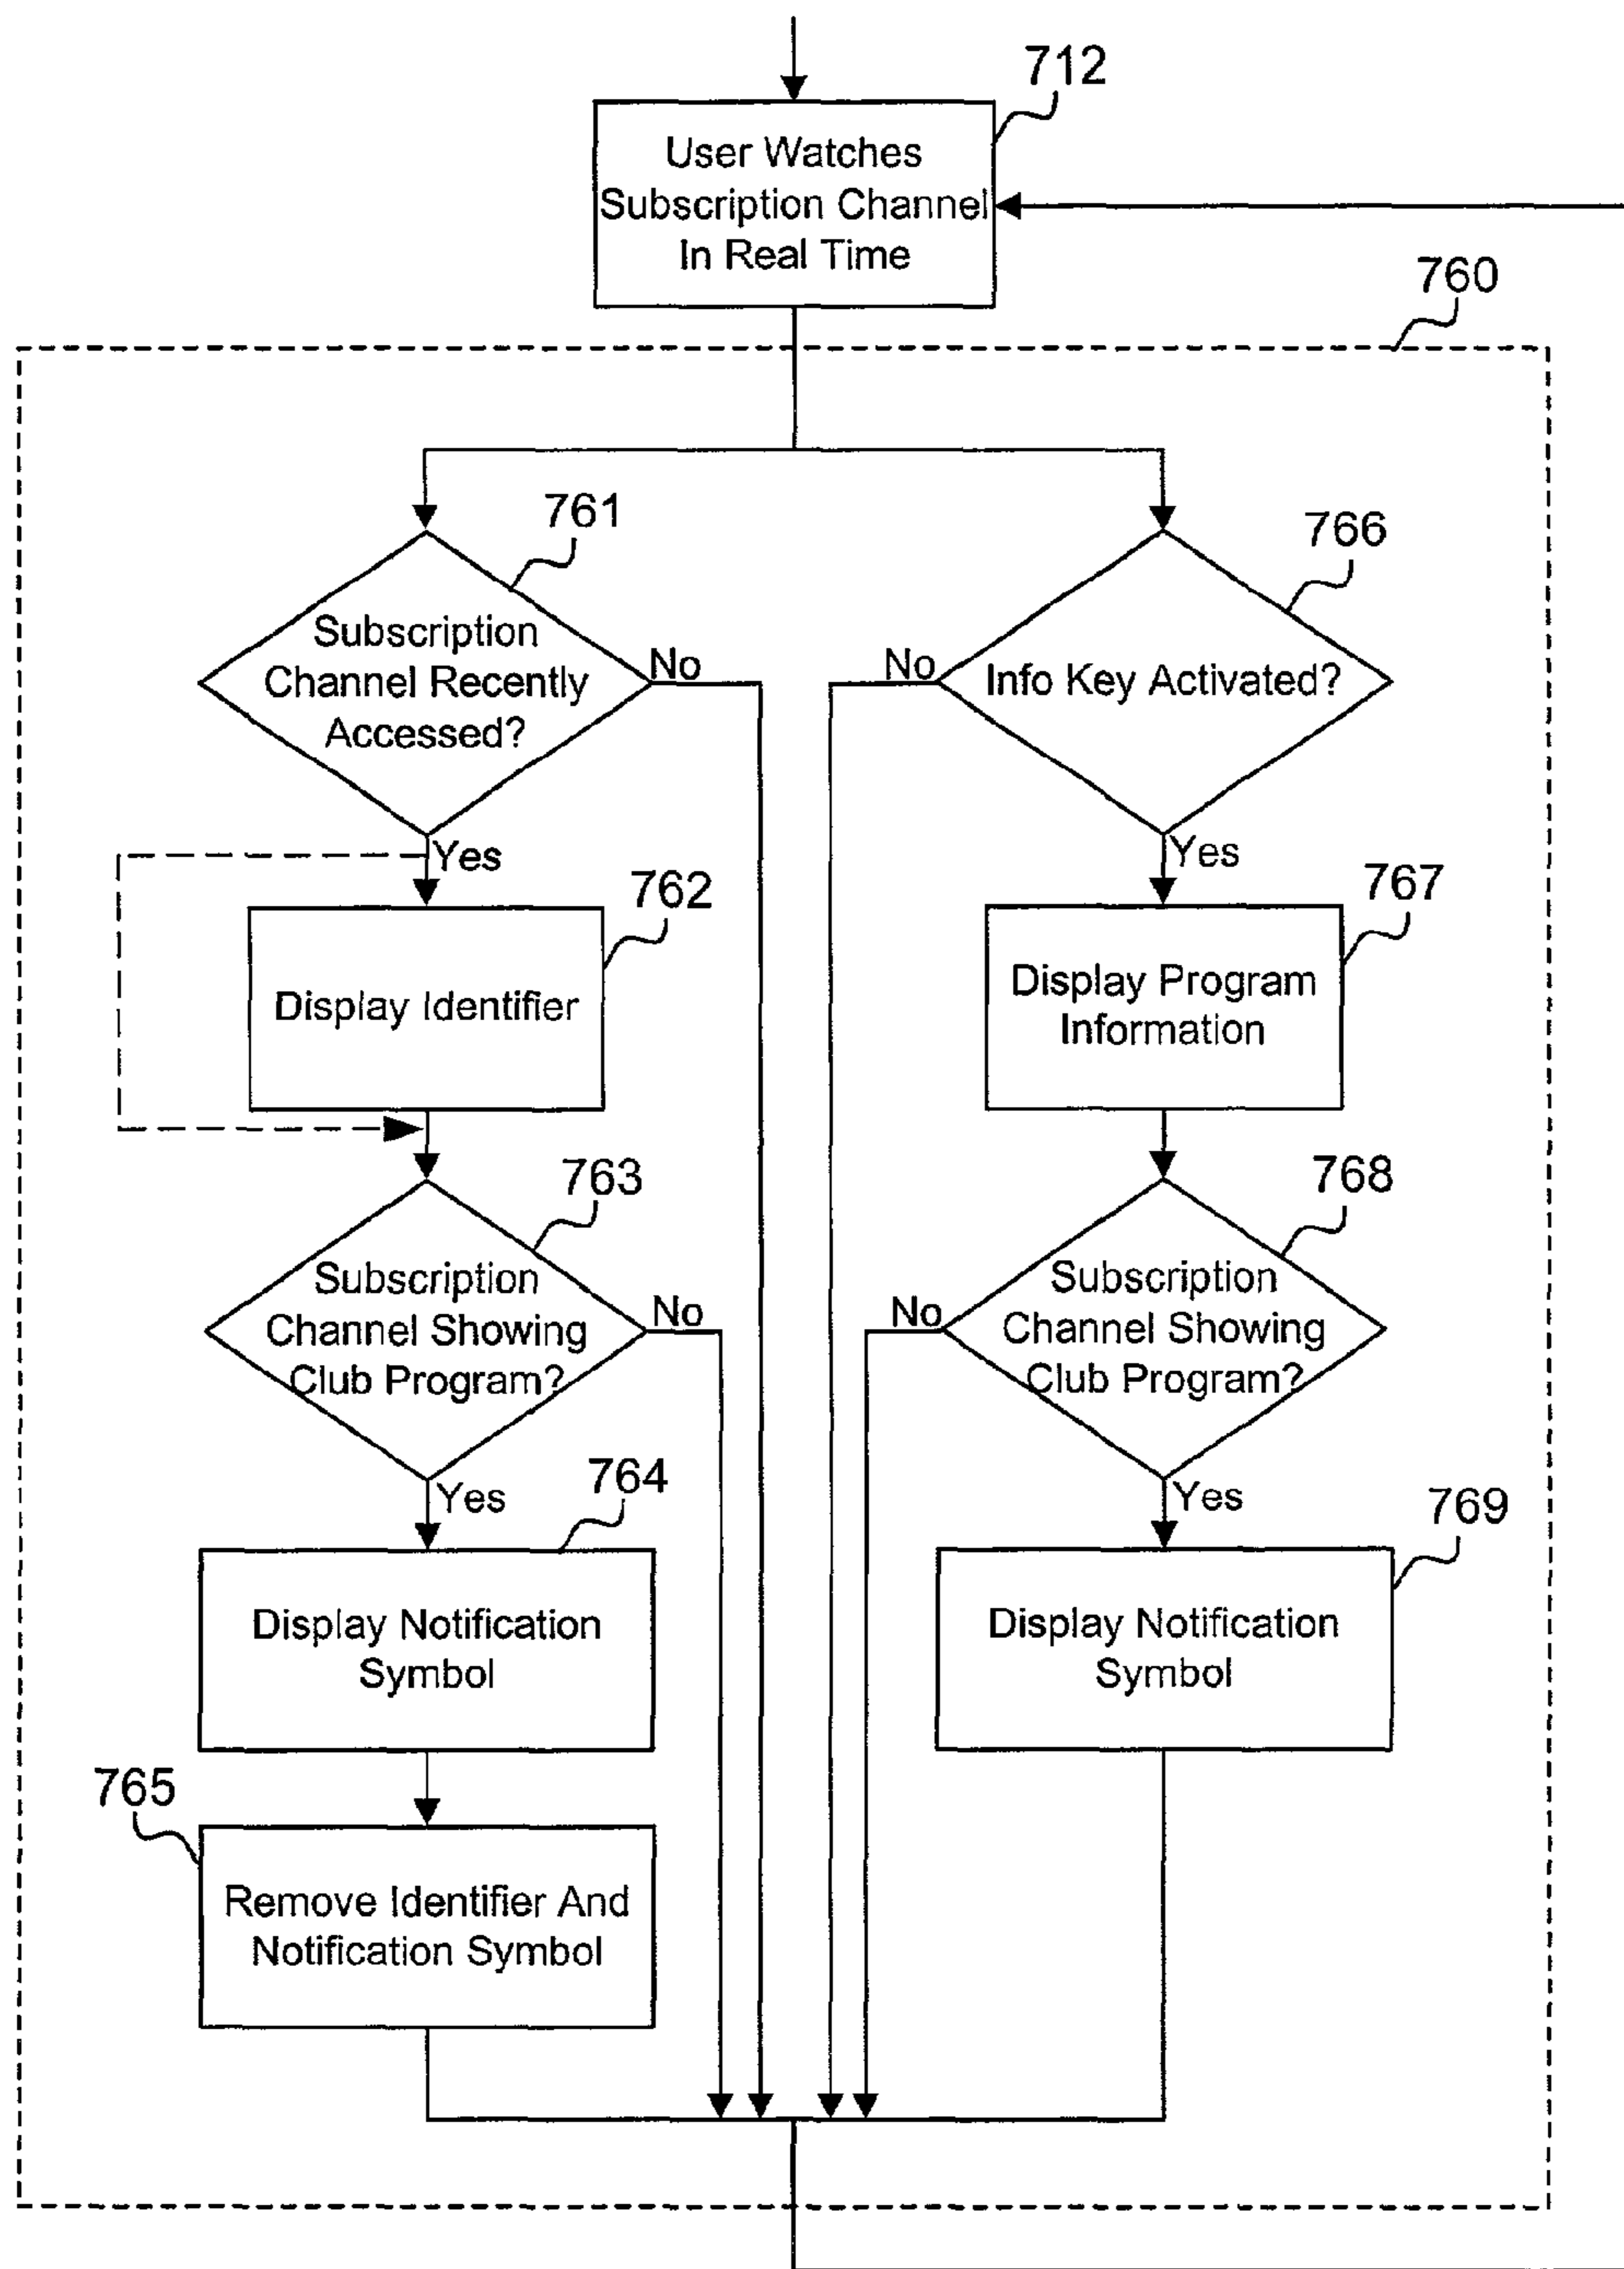 712
User Watches
Subscription Channel
In Real Time
760
761
Subscription
Channel Recently
Accessed?
No
Yes
766
Info Key Activated?
No
Yes
762
Display Identifier
767
Display Program
Information
763
Subscription
Channel Showing
Club Program?
No
Yes
768
Subscription
Channel Showing
Club Program?
No
Yes
764
Display Notification
Symbol
769
Display Notification
Symbol
765
Remove Identifier And
Notification Symbol